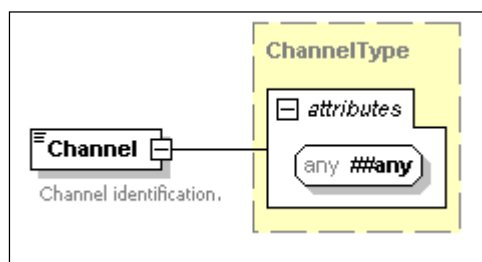 ChannelType
attributes
Channel
any ##any
Channel identification.